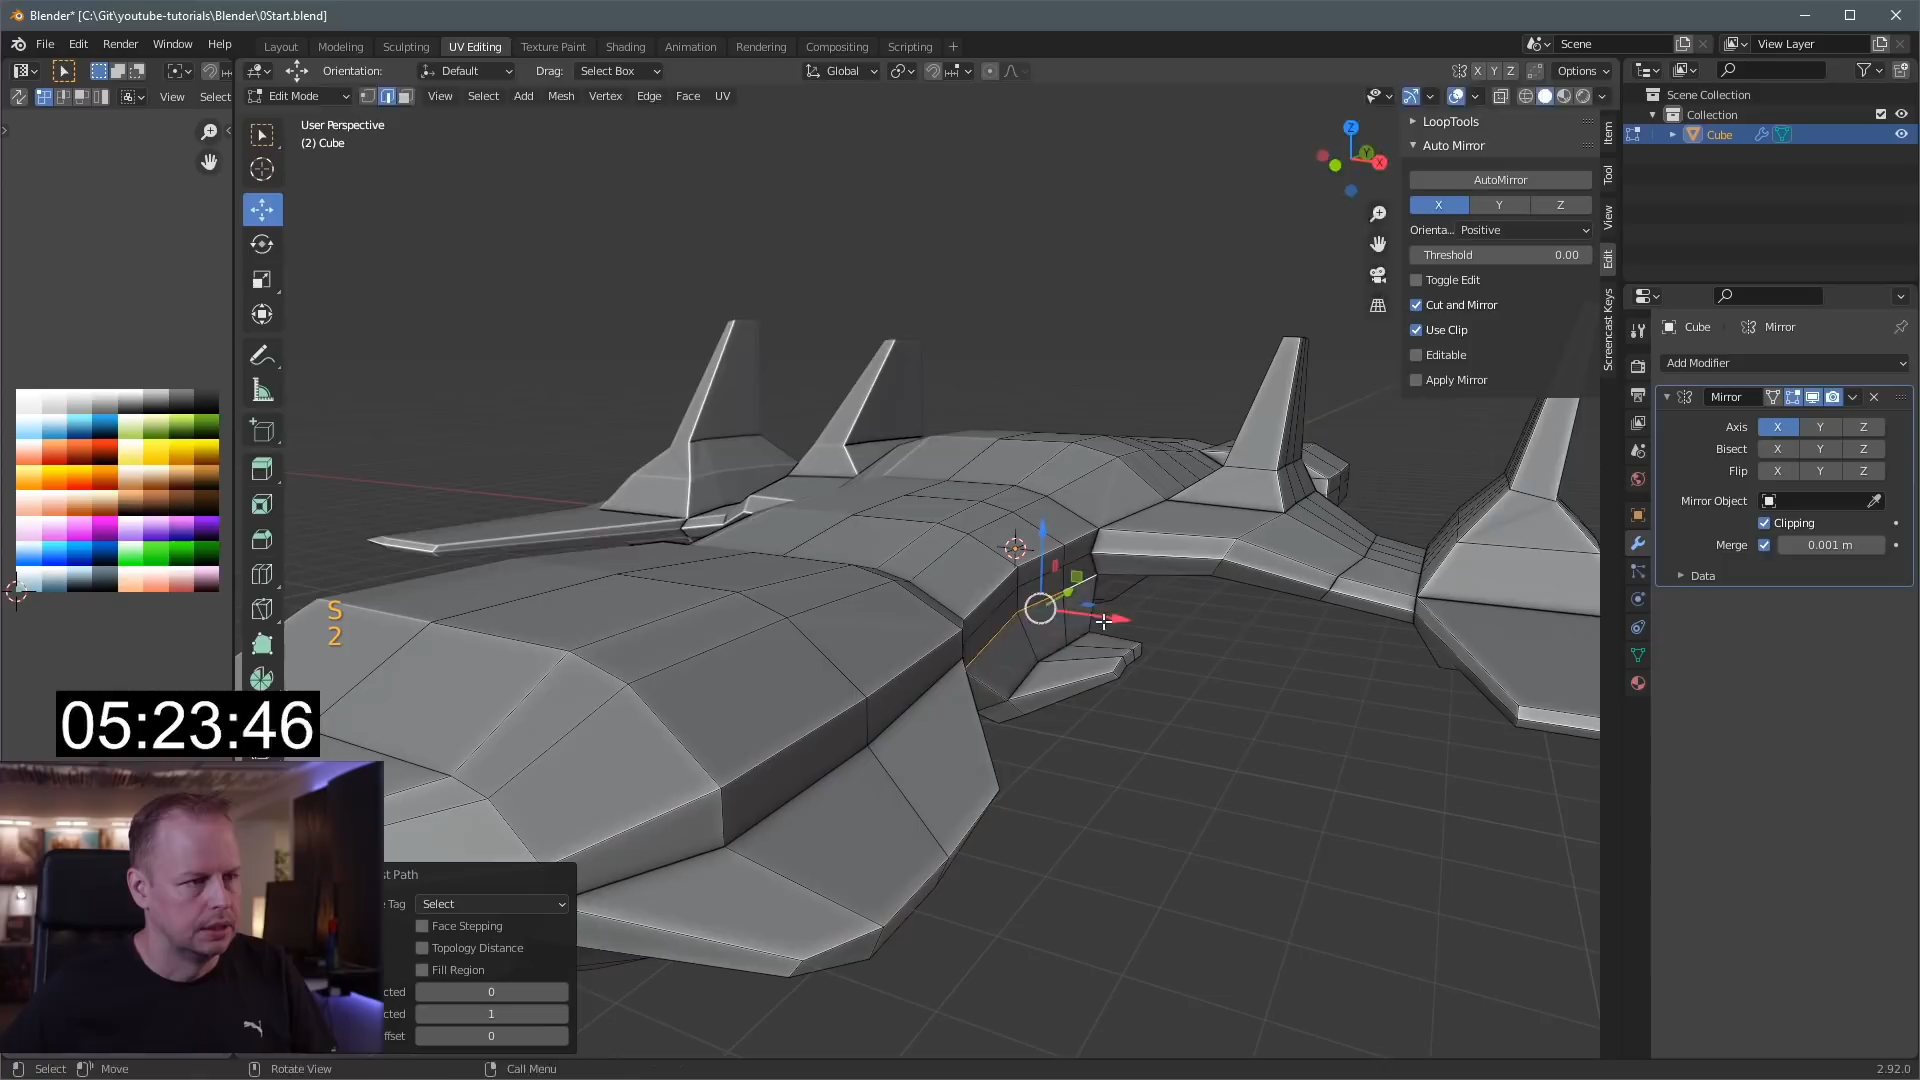 Blender* [C:\Git\youtube-tutorials\Blender\0Start.blend]
File Edit Render Window Help
Layout Modeling Sculpting UV Editing Texture Paint Shading Animation Rendering Compositing Scripting +
Scene
View Layer
Orientation: Default Drag: Select Box
Global
X Y Z Options
View Select
Edit Mode View Select Add Mesh Vertex Edge Face UV
User Perspective
(2) Cube
LoopTools
Auto Mirror
AutoMirror
X Y Z
Orienta... Positive
Threshold 0.00
Toggle Edit
Cut and Mirror
Use Clip
Editable
Apply Mirror
Item
Tool
View
Edit
Screencast Keys
Z
Y
X
Scene Collection
Collection
Cube
Cube Mirror
Add Modifier
Mirror
Axis X Y Z
Bisect X Y Z
Flip X Y Z
Mirror Object
Clipping
Merge 0.001 m
Data
S
2
05:23:46
st Path
Tag Select
Face Stepping
Topology Distance
Fill Region
cted 0
cted 1
ffset 0
Select Move Rotate View Call Menu
2.92.0